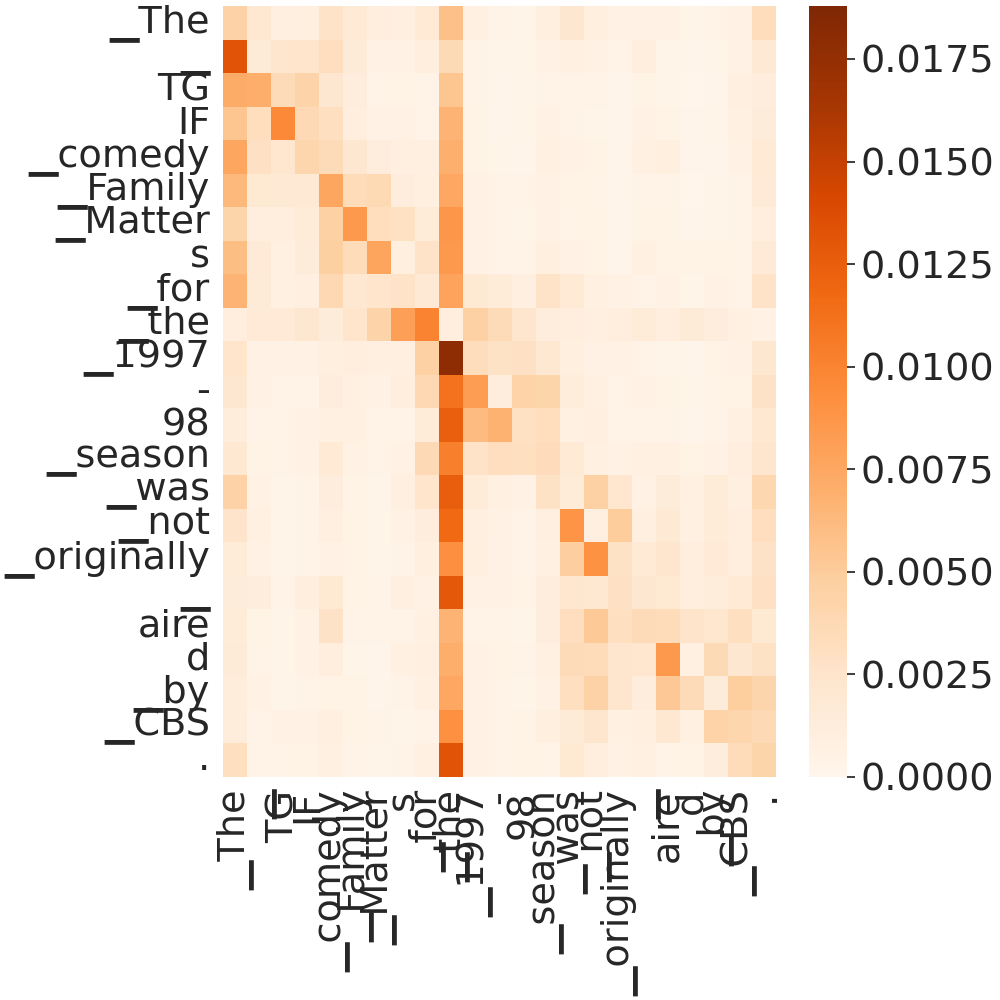 _The
_
TG
IF
_comedy
_Family
_Matter
s
_for
_the
_1997
-
98
_season
_was
_not
_originally
_
aire
d
_by
_CBS
.
_The
_
TG
IF
_comedy
_Family
_Matter
s
_for
_the
_1997
-
98
_season
_was
_not
_originally
_
aire
d
_by
_CBS
.
0.0175
0.0150
0.0125
0.0100
0.0075
0.0050
0.0025
0.0000